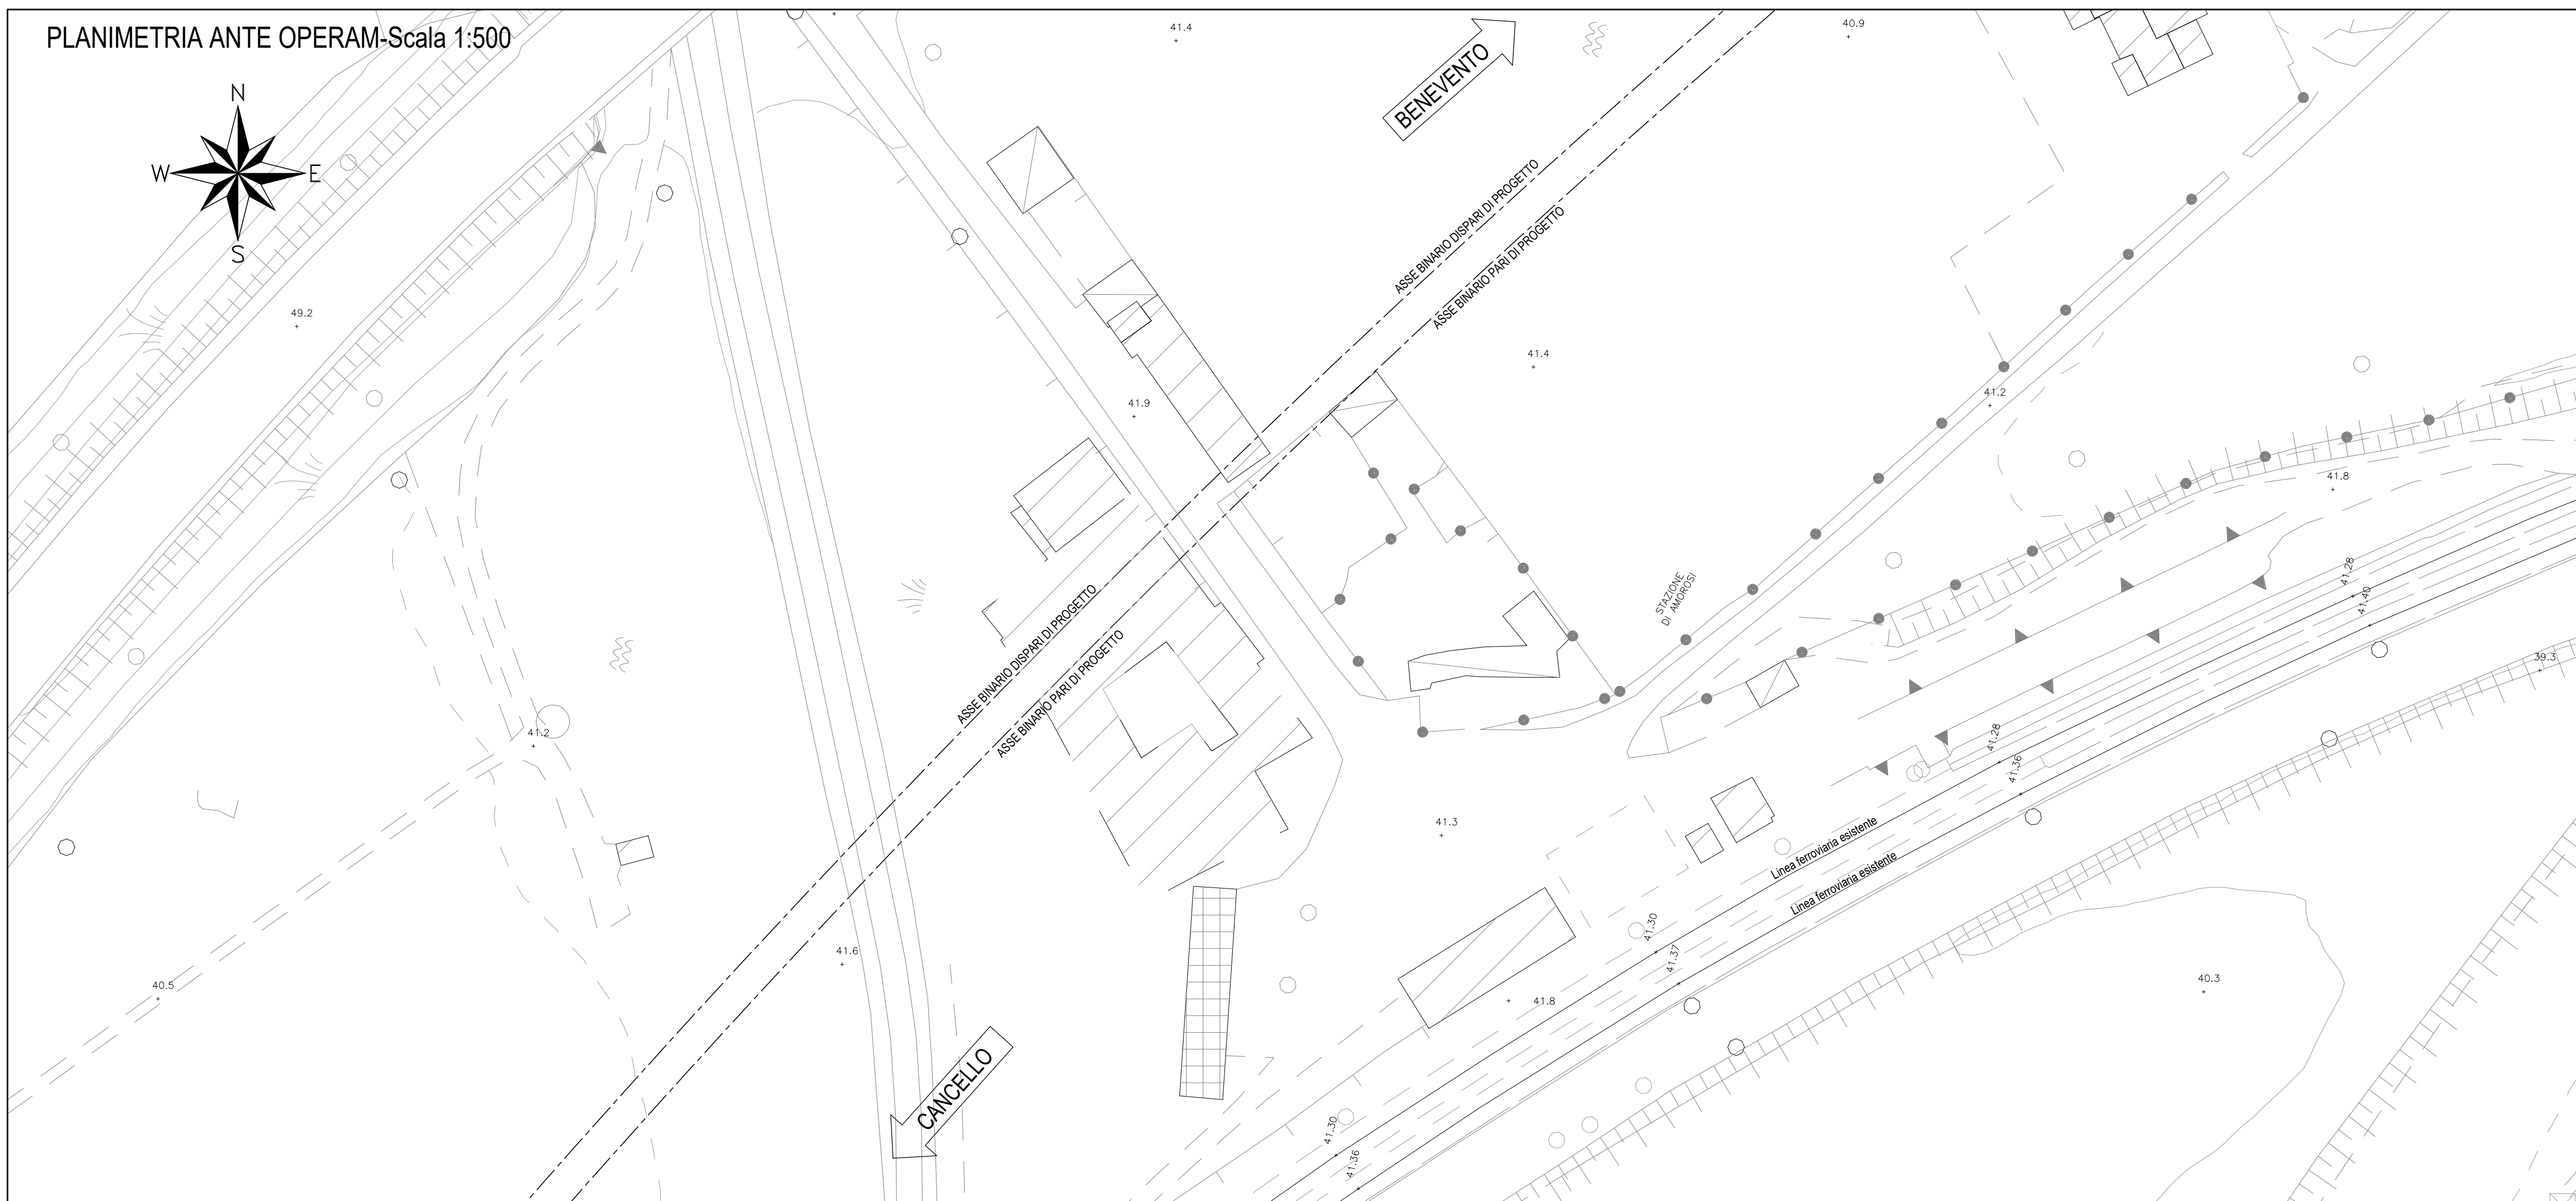 PLANIMETRIA ANTE OPERAM-Scala 1:500
N
W
E
S
41.4
40.9
BENEVENTO
ASSE BINARIO DISPARI DI PROGETTO
ASSE BINARIO PARI DI PROGETTO
49.2
41.4
41.9
41.2
41.8
STAZIONE
DI AMOROSI
41.28
41.40
ASSE BINARIO DISPARI DI PROGETTO
ASSE BINARIO PARI DI PROGETTO
39.3
41.2
41.28
41.36
41.3
Linea ferroviaria esistente
Linea ferroviaria esistente
41.30
41.37
41.6
40.5
40.3
41.8
CANCELLO
41.30
41.36